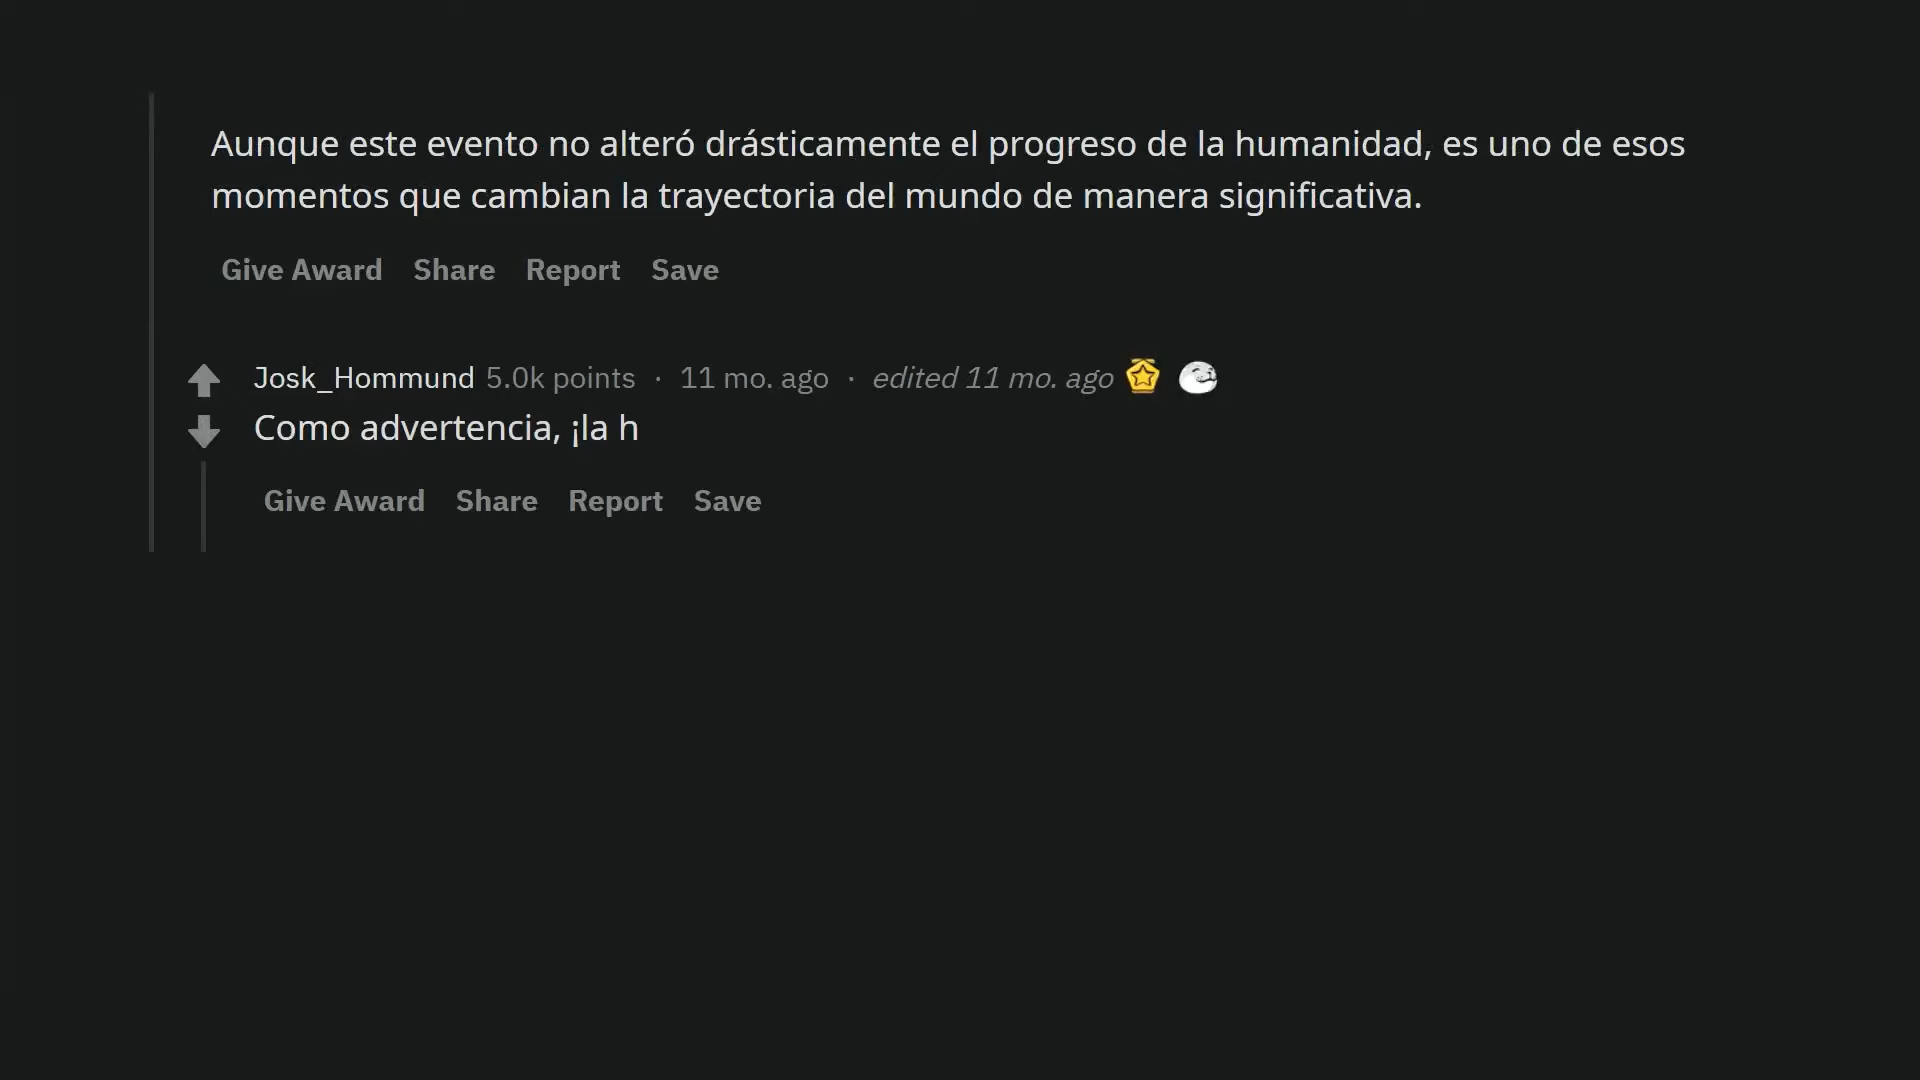 Aunque este evento no alteró drásticamente el progreso de la humanidad, es uno de esos
momentos que cambian la trayectoria del mundo de manera significativa.
Give Award Share Report Save
Josk_Hommund 5.0k points · 11 mo. ago · edited 11 mo. ago
Como advertencia, ¡la h
Give Award Share Report Save